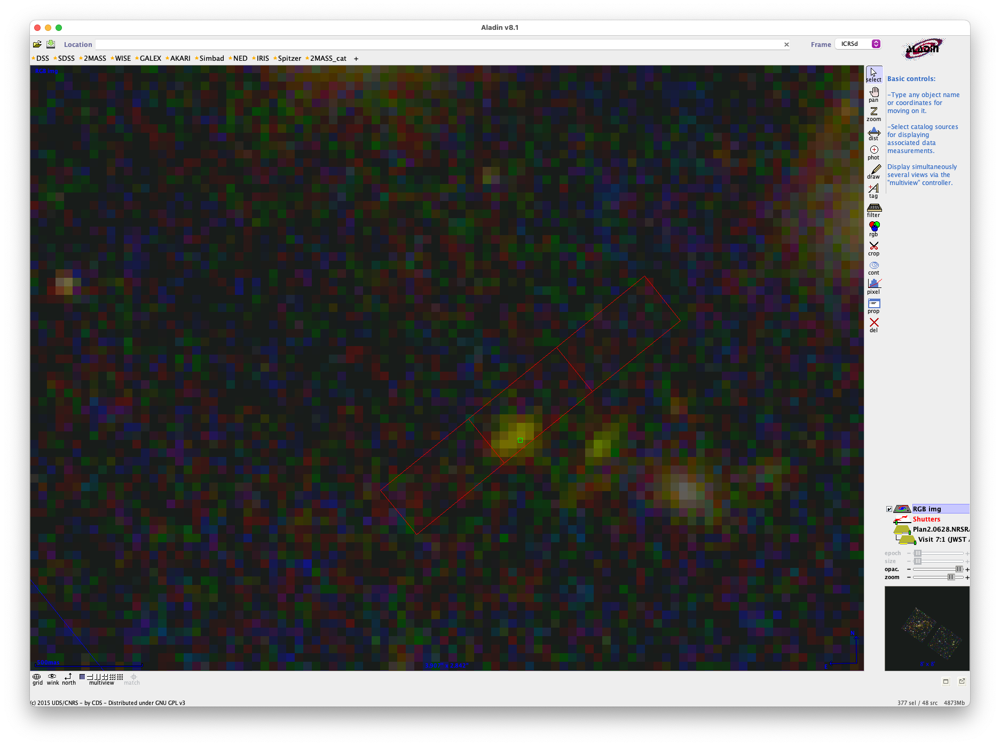 Aladin v8.1
Location
Frame ICRSd
ALADIN
DSS SDSS 2MASS WISE GALEX AKARI Simbad NED IRIS Spitzer 2MASS_cat +
RGB img
select
pan
zoom
dist
phot
draw
tag
filter
rgb
crop
cont
pixel
prop
del
Basic controls:
-Type any object name
or coordinates for
moving on it.
-Select catalog sources
for displaying
associated data
measurements.
Display simultaneously
several views via the
"multiview" controller.
RGB img
Shutters
Plan2.0628.NRSR
Visit 7:1 (JWST
epoch - +
size - +
opac. - +
zoom - +
500mas
N
E
grid wink north multiview match
(c) 2015 UDS/CNRS - by CDS - Distributed under GNU GPL v3
377 sel / 48 src 4873Mb